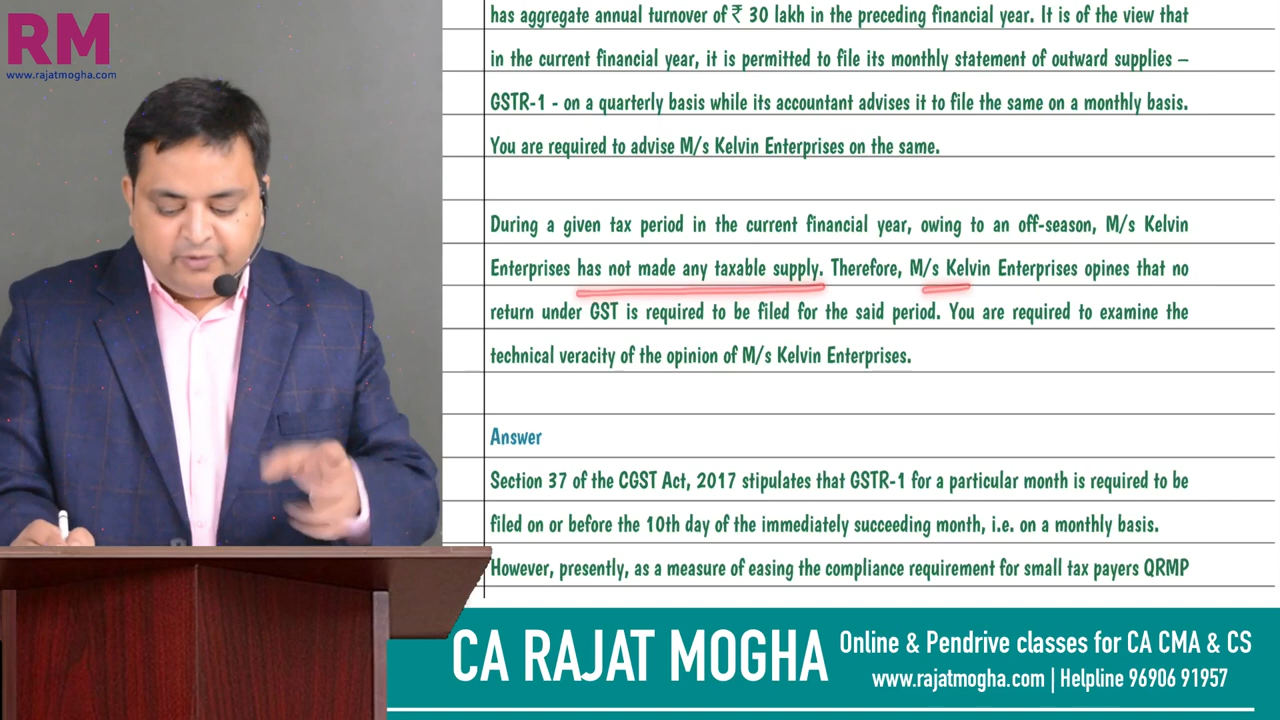 RM
www.rajatmogha.com
has aggregate annual turnover of ₹ 30 lakh in the preceding financial year. It is of the view that
in the current financial year, it is permitted to file its monthly statement of outward supplies –
GSTR-1 - on a quarterly basis while its accountant advises it to file the same on a monthly basis.
You are required to advise M/s Kelvin Enterprises on the same.
During a given tax period in the current financial year, owing to an off-season, M/s Kelvin
Enterprises has not made any taxable supply. Therefore, M/s Kelvin Enterprises opines that no
return under GST is required to be filed for the said period. You are required to examine the
technical veracity of the opinion of M/s Kelvin Enterprises.
Answer
Section 37 of the CGST Act, 2017 stipulates that GSTR-1 for a particular month is required to be
filed on or before the 10th day of the immediately succeeding month, i.e. on a monthly basis.
However, presently, as a measure of easing the compliance requirement for small tax payers QRMP
CA RAJAT MOGHA
Online & Pendrive classes for CA CMA & CS
www.rajatmogha.com | Helpline 96906 91957